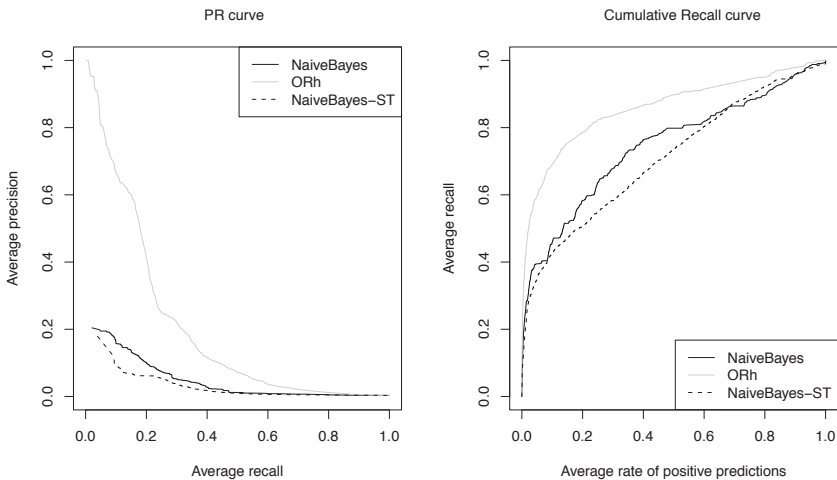 PR curve
Average precision
1.0
0.8
0.6
0.4
0.2
0.0
NaiveBayes
ORh
NaiveBayes-ST
0.0 0.2 0.4 0.6 0.8 1.0
Average recall
Cumulative Recall curve
Average recall
1.0
0.8
0.6
0.4
0.2
0.0
NaiveBayes
ORh
NaiveBayes-ST
0.0 0.2 0.4 0.6 0.8 1.0
Average rate of positive predictions